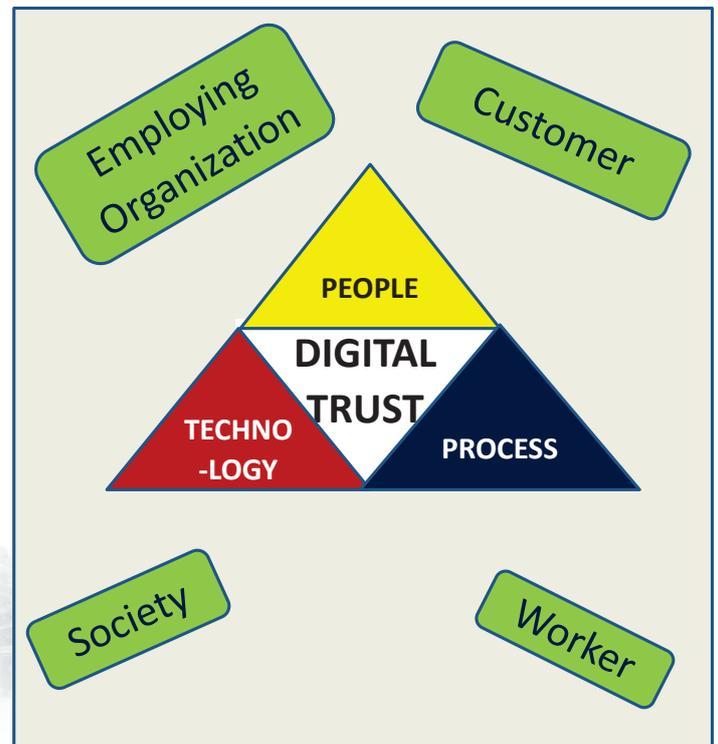 Employing
Organization
Customer
PEOPLE
DIGITAL
TRUST
TECHNO
-LOGY
PROCESS
Society
Worker